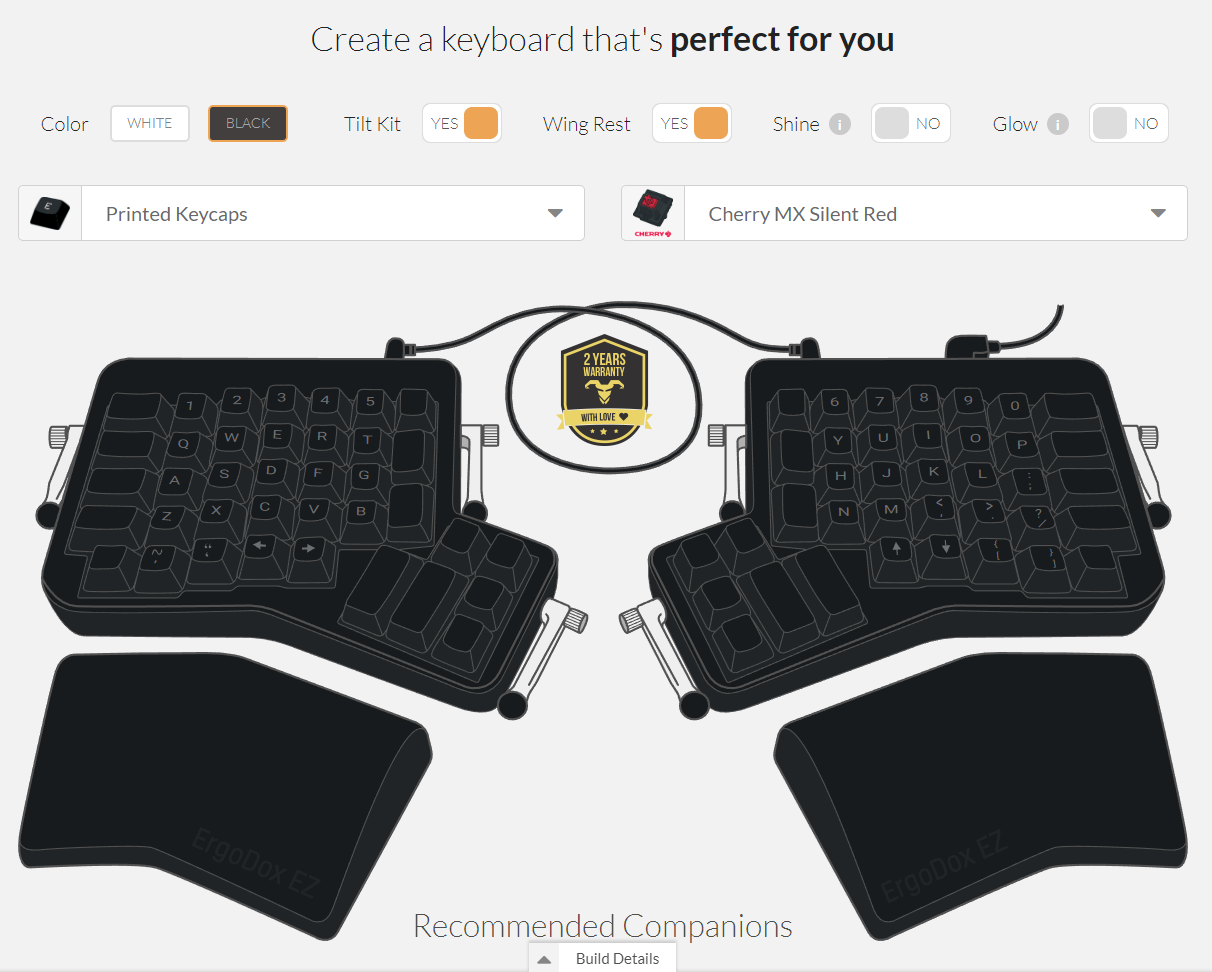 Create a keyboard that's perfect for you
Color WHITE BLACK Tilt Kit YES Wing Rest YES Shine i NO Glow i NO
E Printed Keycaps
CHERRY Cherry MX Silent Red
2 YEARS
WARRANTY
WITH LOVE
1 2 3 4 5
Q W E R T
A S D F G
Z X C V B
~ " ← →
6 7 8 9 0
Y U I O P
H J K L : ;
N M < , > . ? /
↑ ↓ { [ } ]
ErgoDox EZ
ErgoDox EZ
Recommended Companions
Build Details